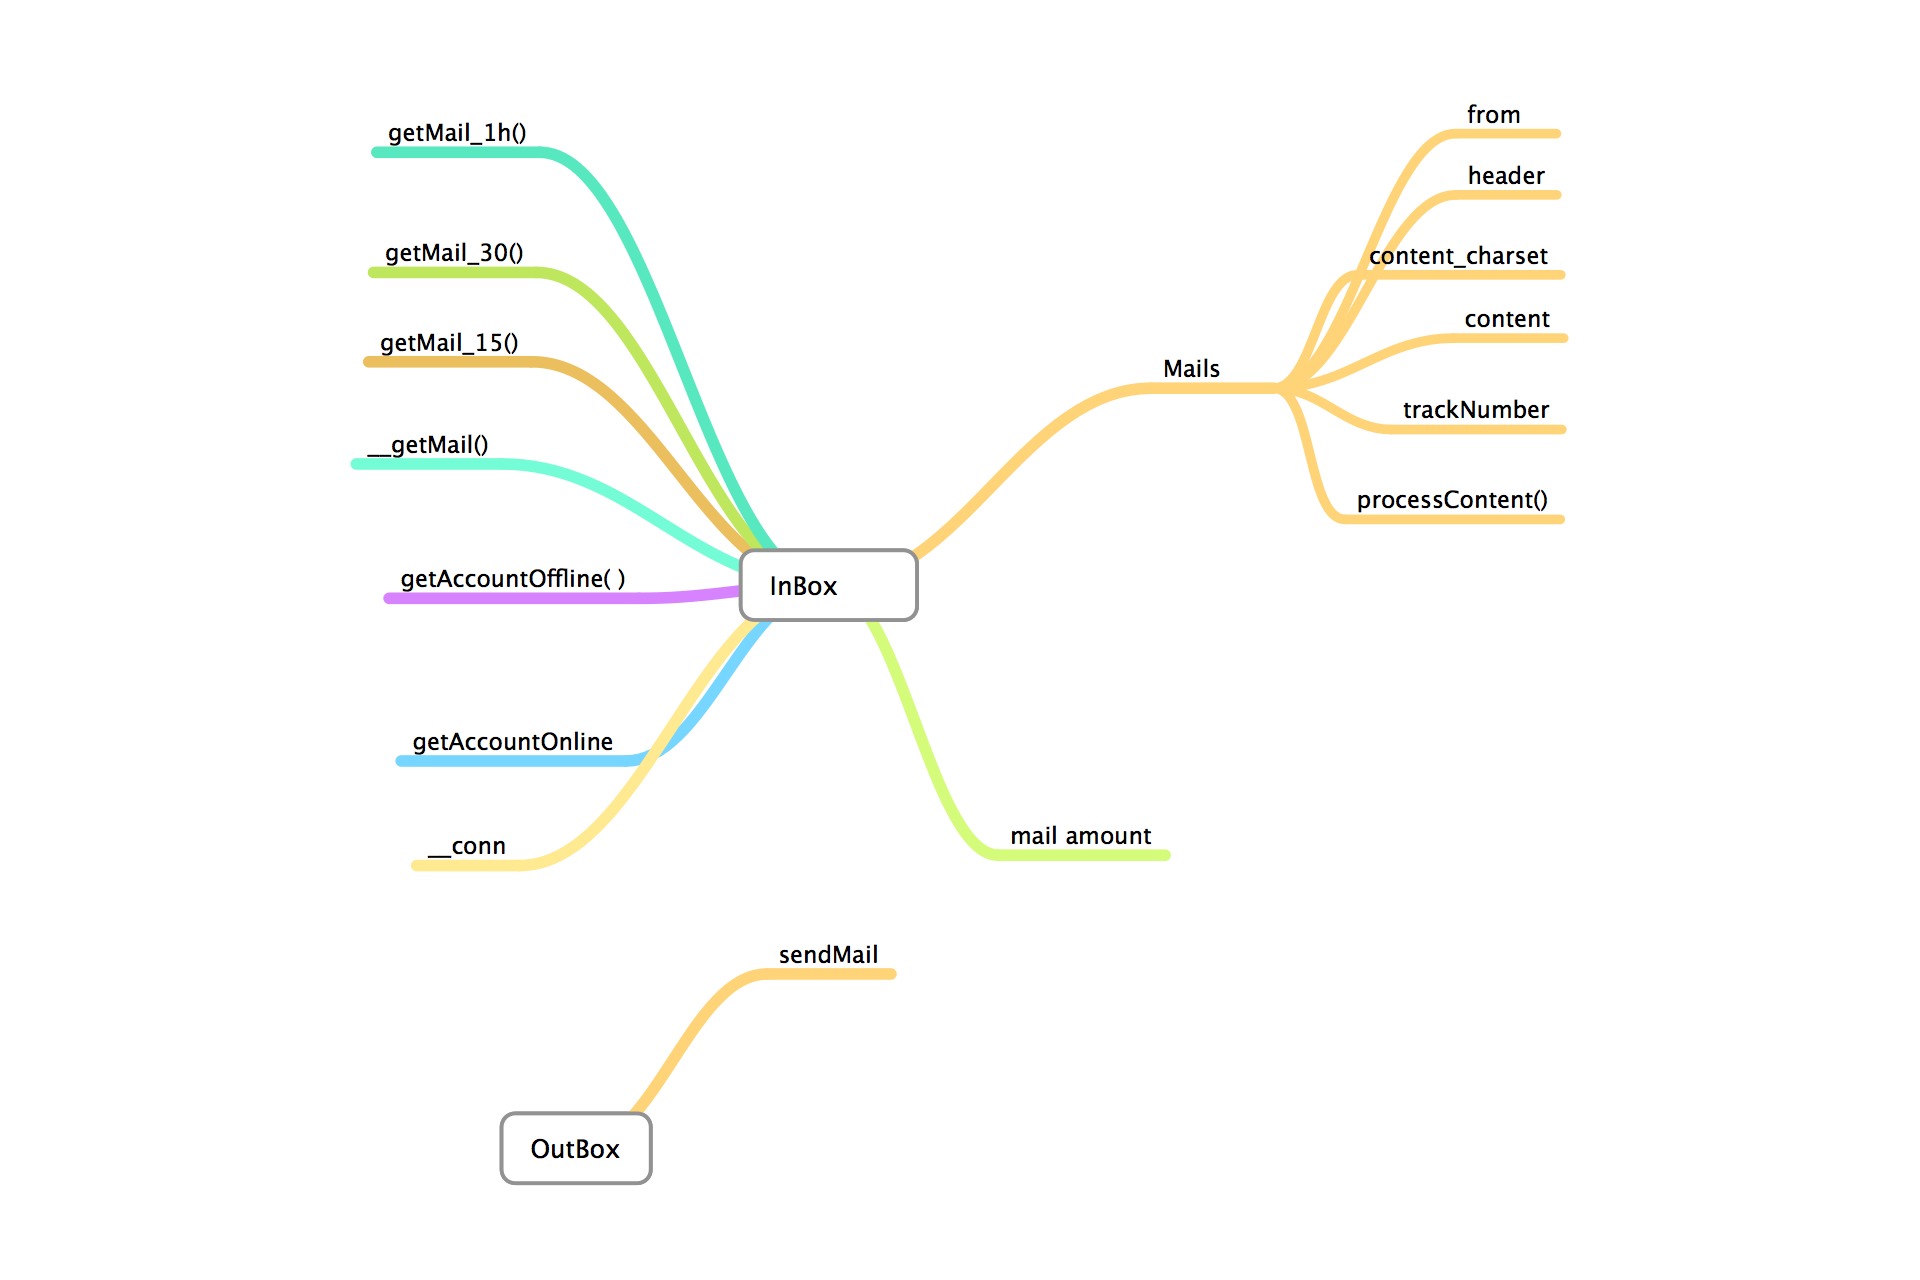 getMail_1h()
getMail_30()
getMail_15()
__getMail()
getAccountOffline( )
getAccountOnline
__conn
InBox
Mails
from
header
content_charset
content
trackNumber
processContent()
mail amount
sendMail
OutBox